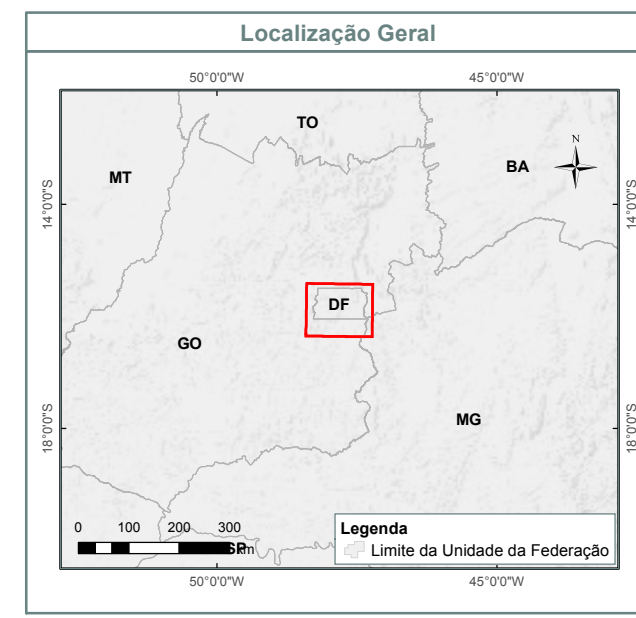 Localização Geral
50°0'0"W 45°0'0"W
TO
N
BA
MT
14°0'0"S 14°0'0"S
DF
GO
MG
18°0'0"S 18°0'0"S
0 100 200 300
SP km
Legenda
Limite da Unidade da Federação
50°0'0"W 45°0'0"W